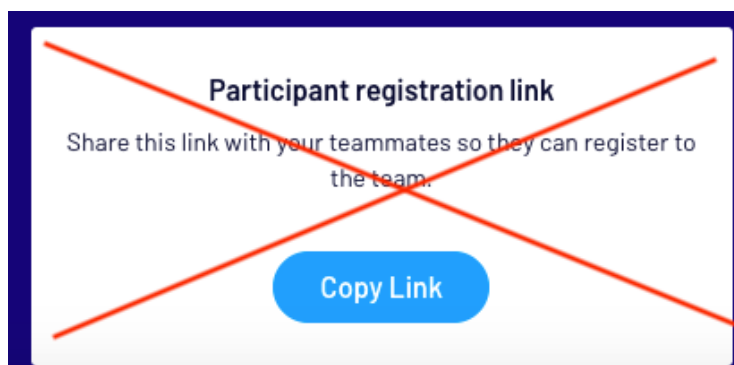 Participant registration link
Share this link with your teammates so they can register to
the team.
Copy Link